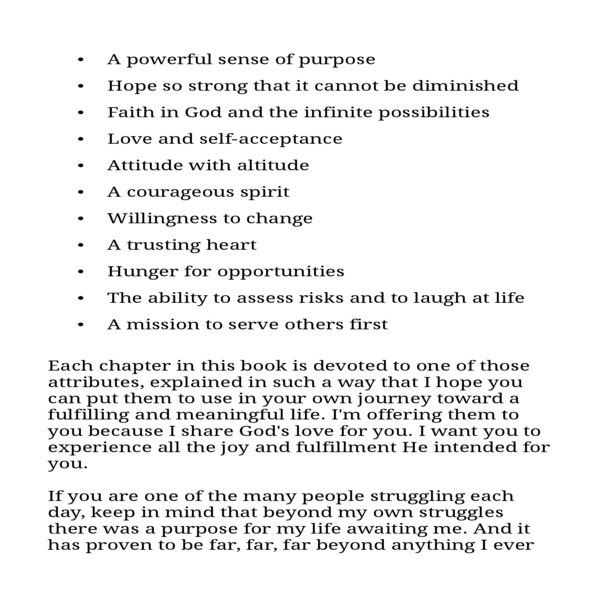 • A powerful sense of purpose
• Hope so strong that it cannot be diminished
• Faith in God and the infinite possibilities
• Love and self-acceptance
• Attitude with altitude
• A courageous spirit
• Willingness to change
• A trusting heart
• Hunger for opportunities
• The ability to assess risks and to laugh at life
• A mission to serve others first
Each chapter in this book is devoted to one of those
attributes, explained in such a way that I hope you
can put them to use in your own journey toward a
fulfilling and meaningful life. I'm offering them to
you because I share God's love for you. I want you to
experience all the joy and fulfillment He intended for
you.
If you are one of the many people struggling each
day, keep in mind that beyond my own struggles
there was a purpose for my life awaiting me. And it
has proven to be far, far, far beyond anything I ever